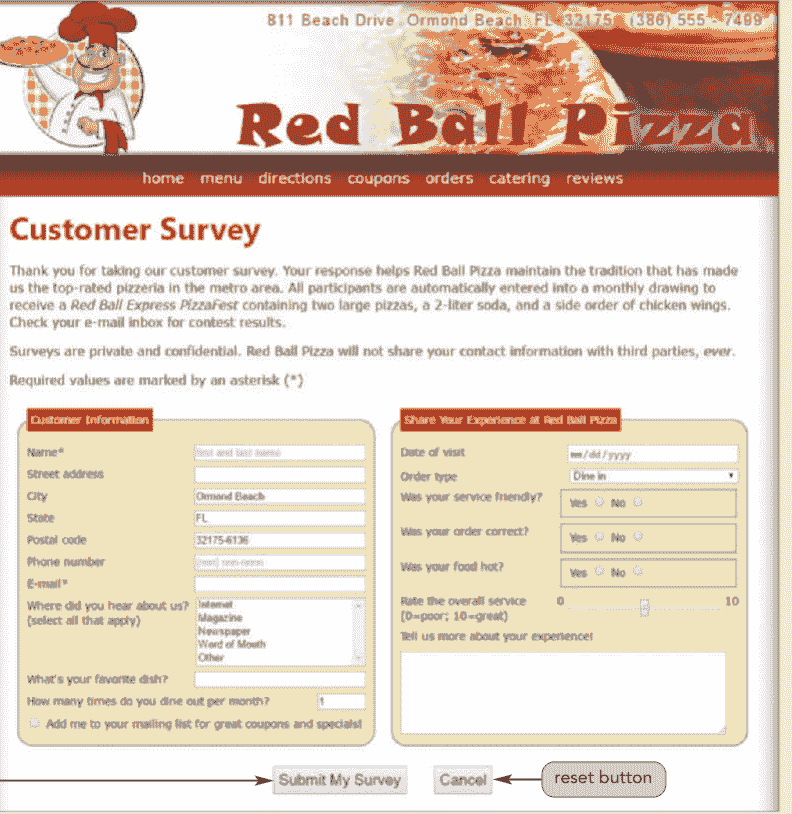 811 Beach Drive Ormond Beach, FL 32175 (386) 555 - 7499
Red Ball Pizza
home menu directions coupons orders catering reviews
Customer Survey
Thank you for taking our customer survey. Your response helps Red Ball Pizza maintain the tradition that has made
us the top-rated pizzeria in the metro area. All participants are automatically entered into a monthly drawing to
receive a Red Ball Express PizzaFest containing two large pizzas, a 2-liter soda, and a side order of chicken wings.
Check your e-mail inbox for contest results.
Surveys are private and confidential. Red Ball Pizza will not share your contact information with third parties, ever.
Required values are marked by an asterisk (*)
Customer Information
Name* first and last name
Street address
City Ormond Beach
State FL
Postal code 32175-6136
Phone number (nnn) nnn-nnnn
E-mail*
Where did you hear about us? Internet
(select all that apply) Magazine
Newspaper
Word of Mouth
Other
What's your favorite dish?
How many times do you dine out per month? 1
Add me to your mailing list for great coupons and specials!
Share Your Experience at Red Ball Pizza
Date of visit mm/dd/yyyy
Order type Dine in
Was your service friendly? Yes No
Was your order correct? Yes No
Was your food hot? Yes No
Rate the overall service 0 10
(0=poor; 10=great)
Tell us more about your experience!
Submit My Survey Cancel reset button